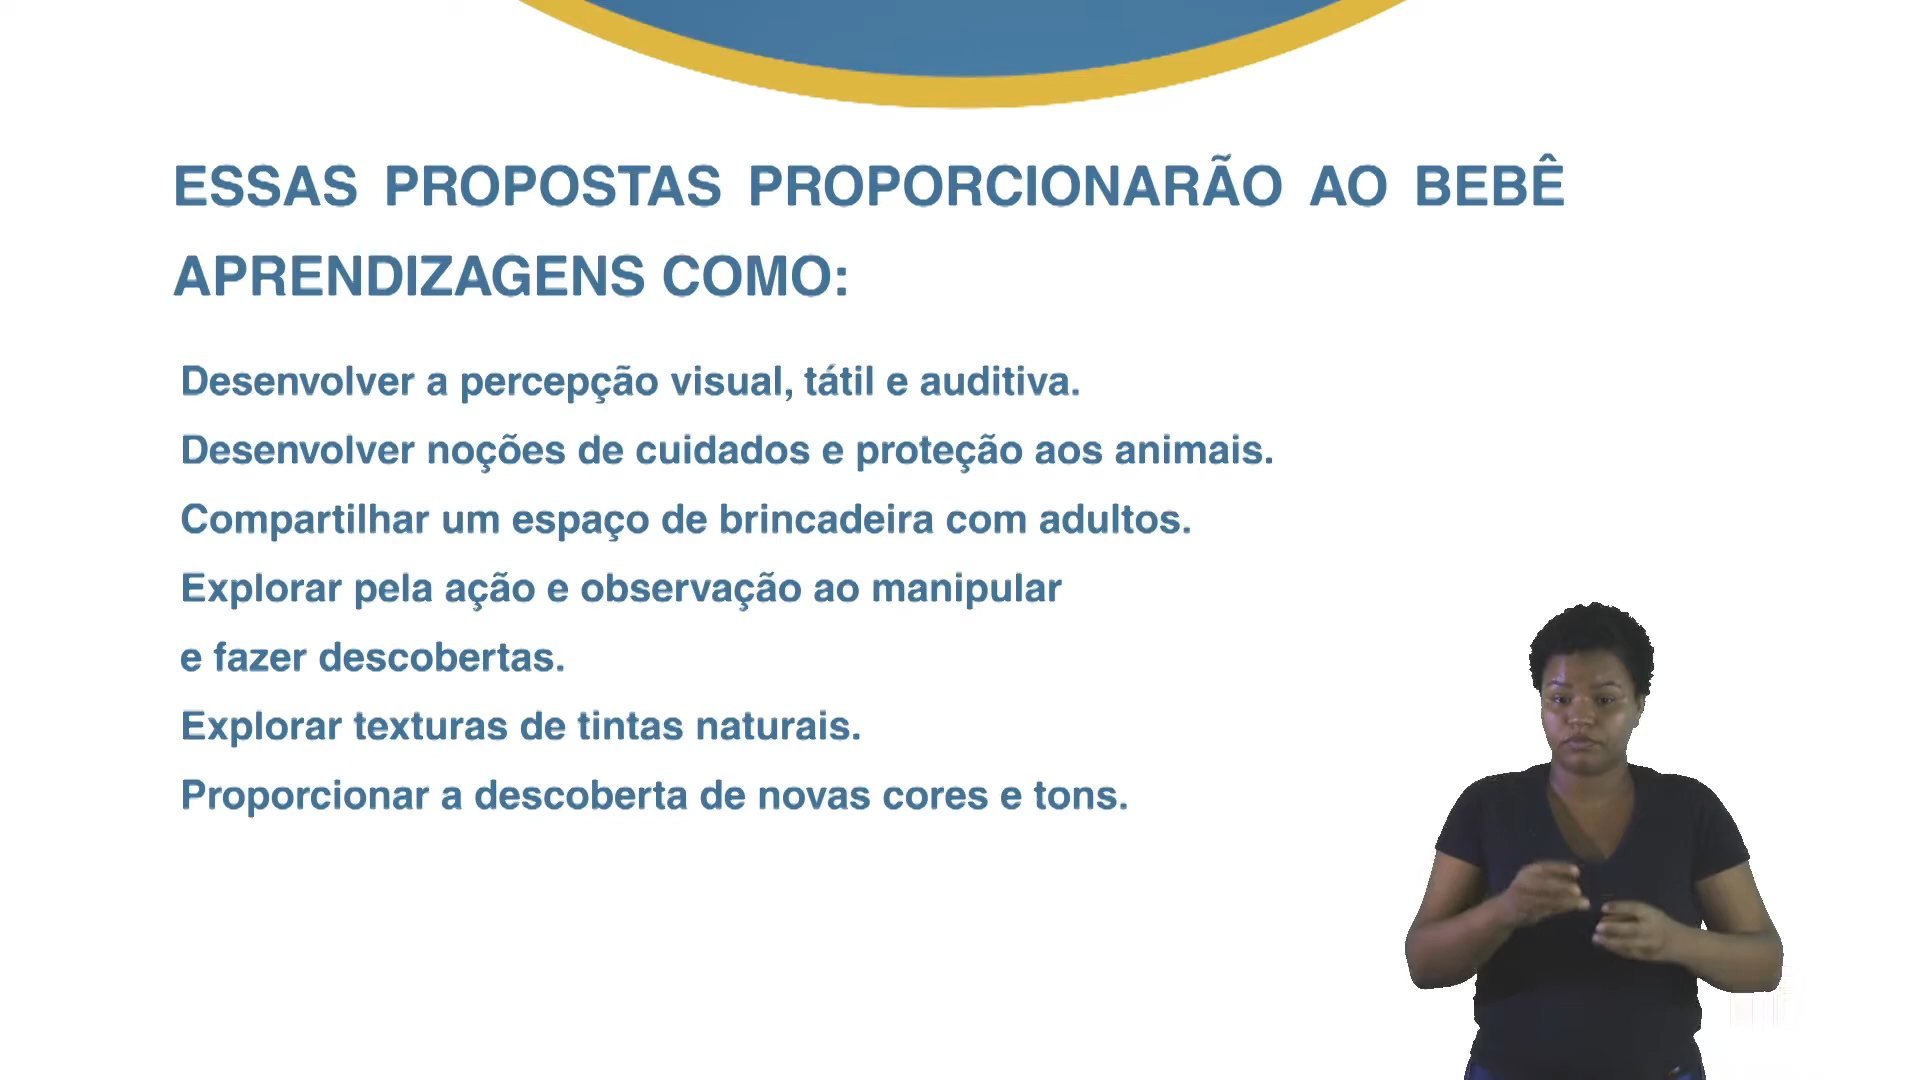 ESSAS PROPOSTAS PROPORCIONARÃO AO BEBÊ
APRENDIZAGENS COMO:
Desenvolver a percepção visual, tátil e auditiva.
Desenvolver noções de cuidados e proteção aos animais.
Compartilhar um espaço de brincadeira com adultos.
Explorar pela ação e observação ao manipular
e fazer descobertas.
Explorar texturas de tintas naturais.
Proporcionar a descoberta de novas cores e tons.